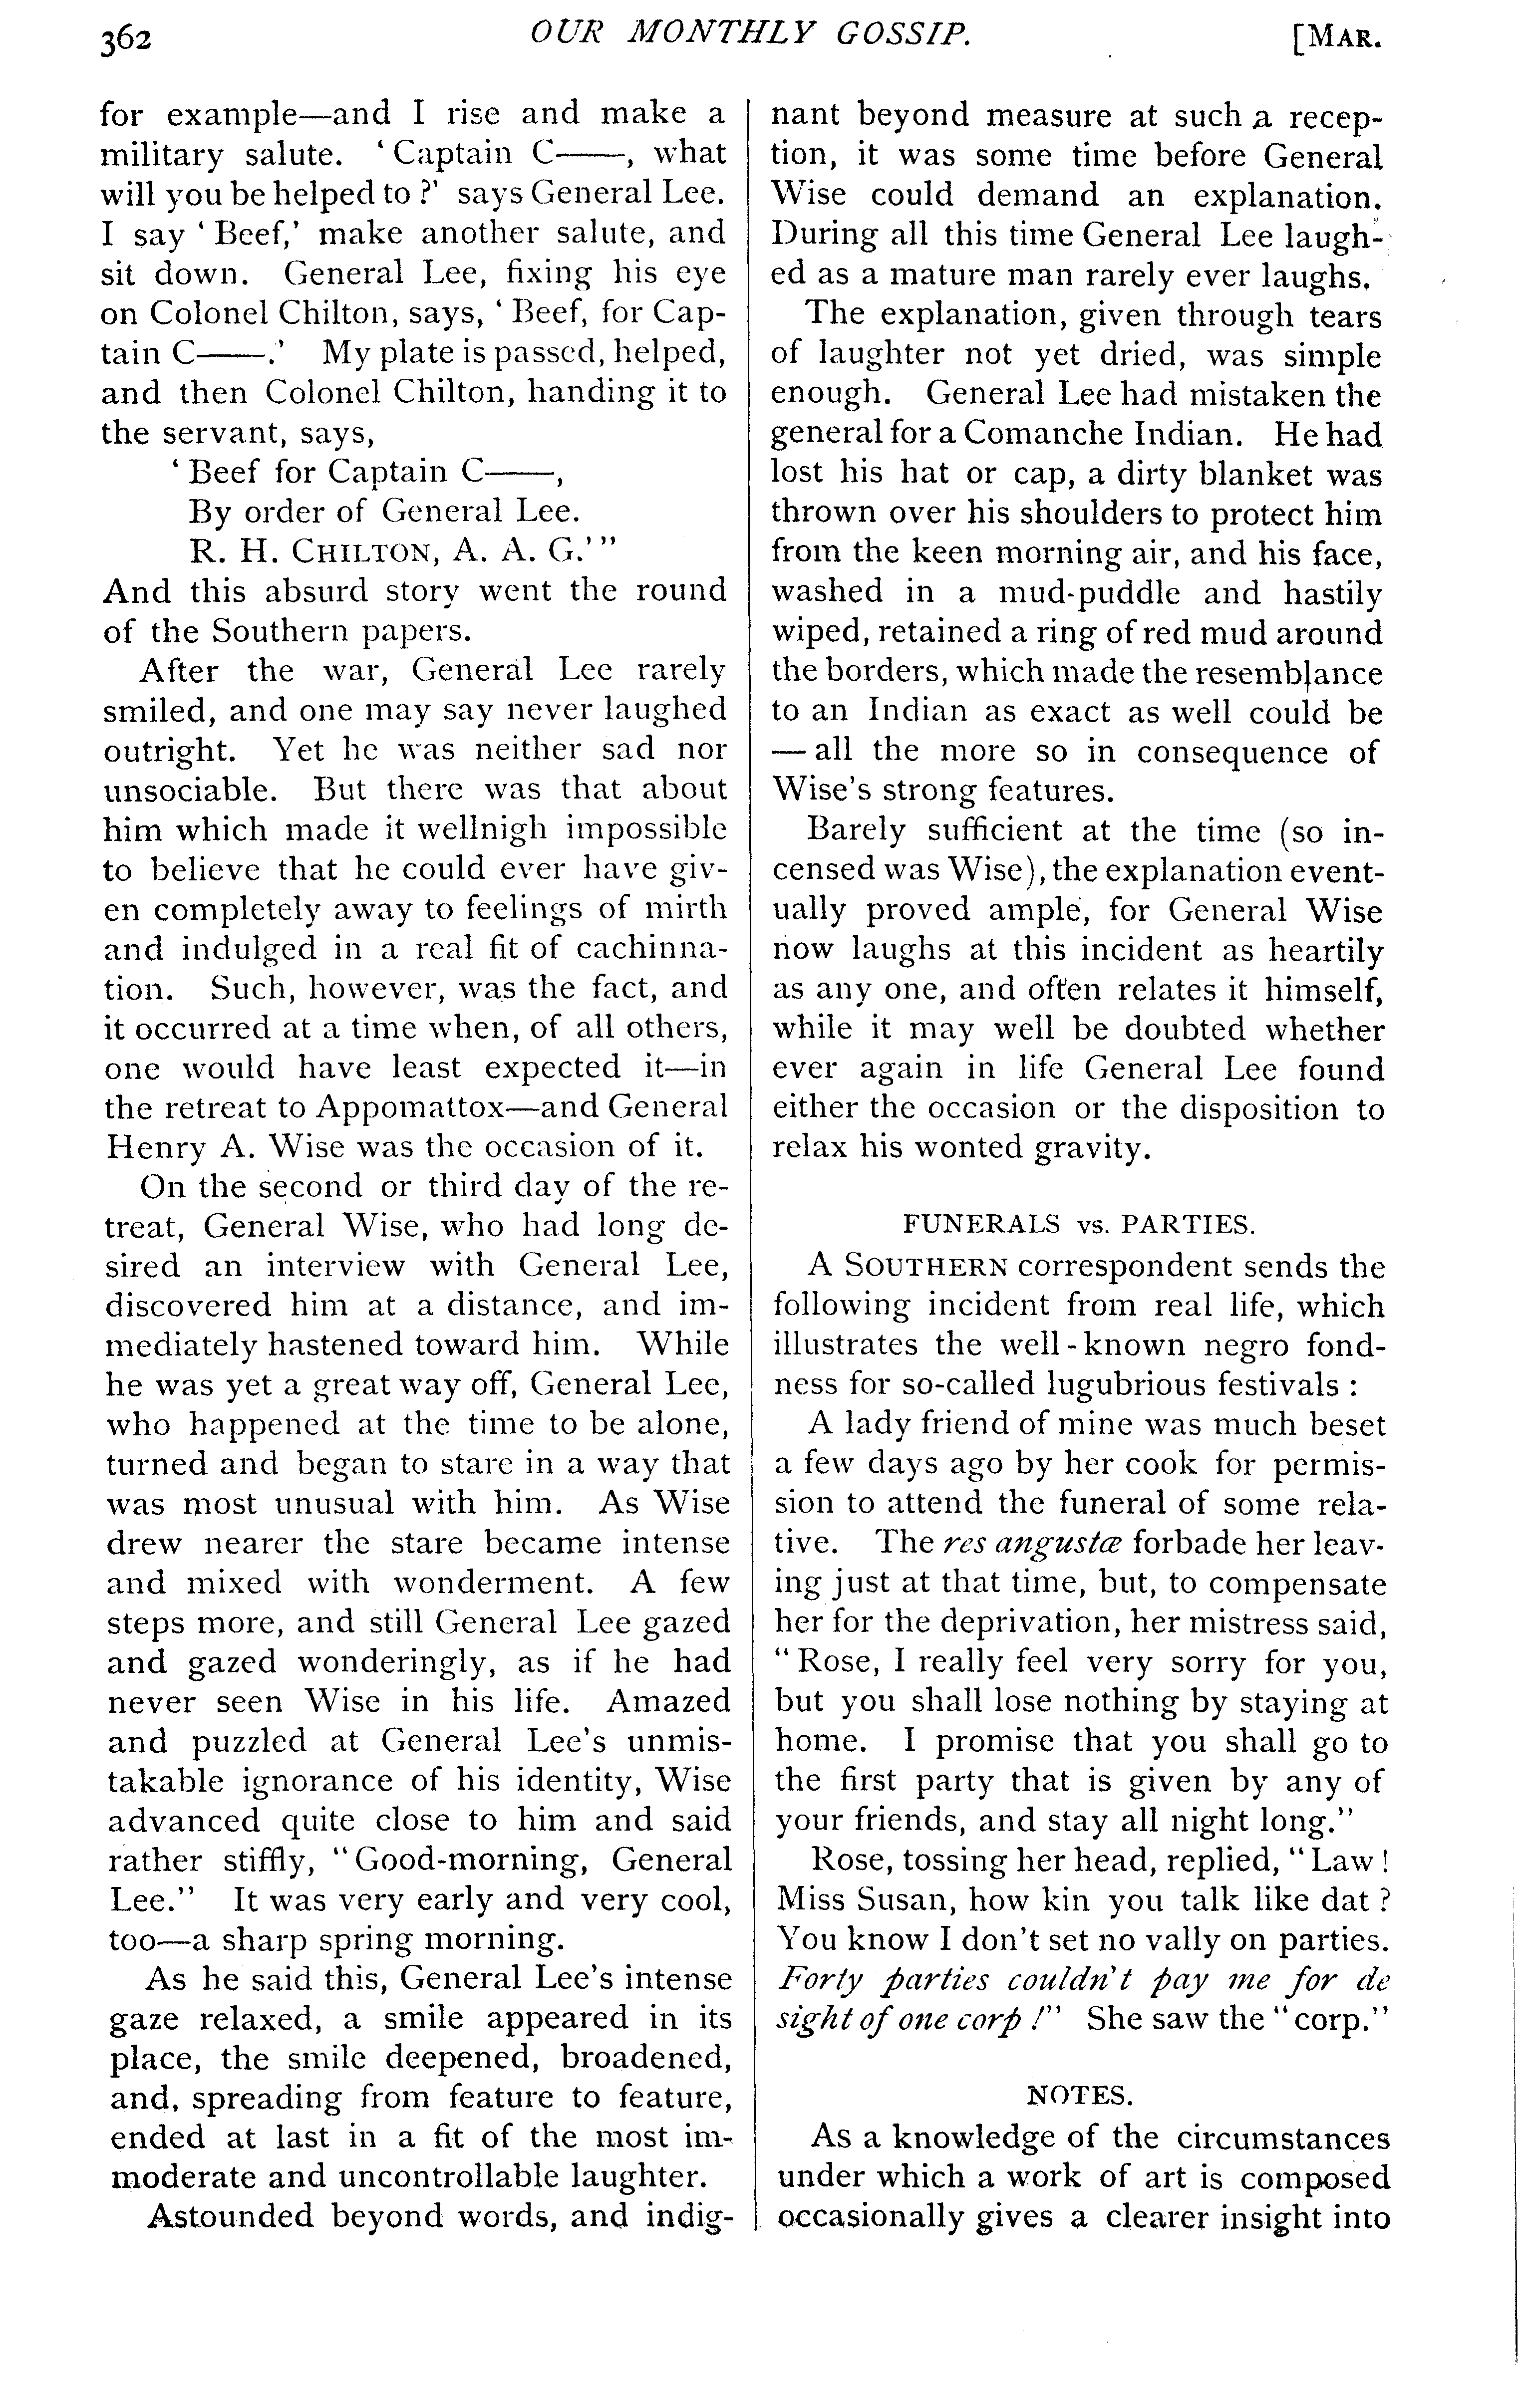 362
OUR MONTHLY GOSSIP.
[MAR.
for example—and I rise and make a
military salute. 'Captain C——, what
will you be helped to?' says General Lee.
I say 'Beef,' make another salute, and
sit down. General Lee, fixing his eye
on Colonel Chilton, says, 'Beef, for Cap-
tain C——.' My plate is passed, helped,
and then Colonel Chilton, handing it to
the servant, says,
'Beef for Captain C——,
By order of General Lee.
R. H. CHILTON, A. A. G.'"
And this absurd story went the round
of the Southern papers.
After the war, General Lee rarely
smiled, and one may say never laughed
outright. Yet he was neither sad nor
unsociable. But there was that about
him which made it wellnigh impossible
to believe that he could ever have giv-
en completely away to feelings of mirth
and indulged in a real fit of cachinna-
tion. Such, however, was the fact, and
it occurred at a time when, of all others,
one would have least expected it—in
the retreat to Appomattox—and General
Henry A. Wise was the occasion of it.
On the second or third day of the re-
treat, General Wise, who had long de-
sired an interview with General Lee,
discovered him at a distance, and im-
mediately hastened toward him. While
he was yet a great way off, General Lee,
who happened at the time to be alone,
turned and began to stare in a way that
was most unusual with him. As Wise
drew nearer the stare became intense
and mixed with wonderment. A few
steps more, and still General Lee gazed
and gazed wonderingly, as if he had
never seen Wise in his life. Amazed
and puzzled at General Lee's unmis-
takable ignorance of his identity, Wise
advanced quite close to him and said
rather stiffly, "Good-morning, General
Lee." It was very early and very cool,
too—a sharp spring morning.
As he said this, General Lee's intense
gaze relaxed, a smile appeared in its
place, the smile deepened, broadened,
and, spreading from feature to feature,
ended at last in a fit of the most im-
moderate and uncontrollable laughter.
Astounded beyond words, and indig-
nant beyond measure at such a recep-
tion, it was some time before General
Wise could demand an explanation.
During all this time General Lee laugh-
ed as a mature man rarely ever laughs.
The explanation, given through tears
of laughter not yet dried, was simple
enough. General Lee had mistaken the
general for a Comanche Indian. He had
lost his hat or cap, a dirty blanket was
thrown over his shoulders to protect him
from the keen morning air, and his face,
washed in a mud-puddle and hastily
wiped, retained a ring of red mud around
the borders, which made the resemblance
to an Indian as exact as well could be
—all the more so in consequence of
Wise's strong features.
Barely sufficient at the time (so in-
censed was Wise), the explanation event-
ually proved ample, for General Wise
now laughs at this incident as heartily
as any one, and often relates it himself,
while it may well be doubted whether
ever again in life General Lee found
either the occasion or the disposition to
relax his wonted gravity.
FUNERALS vs. PARTIES.
A SOUTHERN correspondent sends the
following incident from real life, which
illustrates the well-known negro fond-
ness for so-called lugubrious festivals:
A lady friend of mine was much beset
a few days ago by her cook for permis-
sion to attend the funeral of some rela-
tive. The res angustæ forbade her leav-
ing just at that time, but, to compensate
her for the deprivation, her mistress said,
"Rose, I really feel very sorry for you,
but you shall lose nothing by staying at
home. I promise that you shall go to
the first party that is given by any of
your friends, and stay all night long."
Rose, tossing her head, replied, "Law!
Miss Susan, how kin you talk like dat?
You know I don't set no vally on parties.
Forty parties couldn't pay me for de
sight of one corp!" She saw the "corp."
NOTES.
As a knowledge of the circumstances
under which a work of art is composed
occasionally gives a clearer insight into